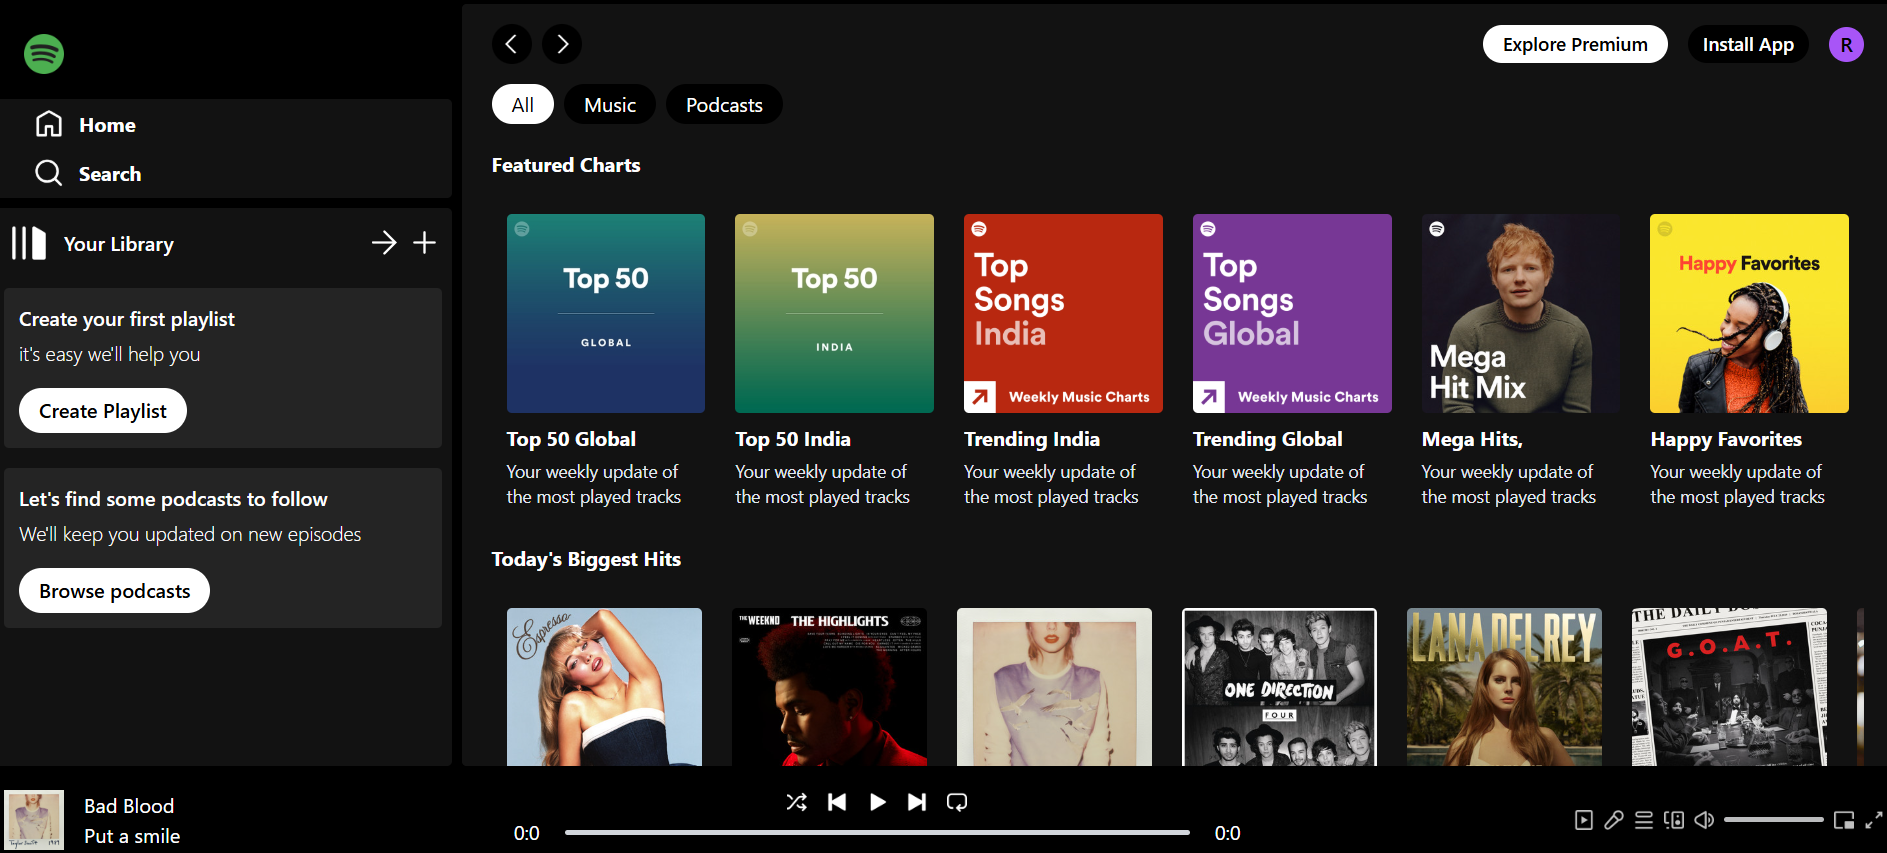 Explore Premium
Install App
R
All
Music
Podcasts
Home
Search
Your Library
Create your first playlist
it's easy we'll help you
Create Playlist
Let's find some podcasts to follow
We'll keep you updated on new episodes
Browse podcasts
Featured Charts
Top 50
GLOBAL
Top 50 Global
Your weekly update of
the most played tracks
Top 50
INDIA
Top 50 India
Your weekly update of
the most played tracks
Top
Songs
India
Weekly Music Charts
Trending India
Your weekly update of
the most played tracks
Top
Songs
Global
Weekly Music Charts
Trending Global
Your weekly update of
the most played tracks
Mega
Hit Mix
Mega Hits,
Your weekly update of
the most played tracks
Happy Favorites
Happy Favorites
Your weekly update of
the most played tracks
Today's Biggest Hits
Espresso
THE WEEKND
THE HIGHLIGHTS
ONE DIRECTION
FOUR
LANA DEL REY
THE DAILY
G.O.A.T.
Bad Blood
Put a smile
0:0
0:0